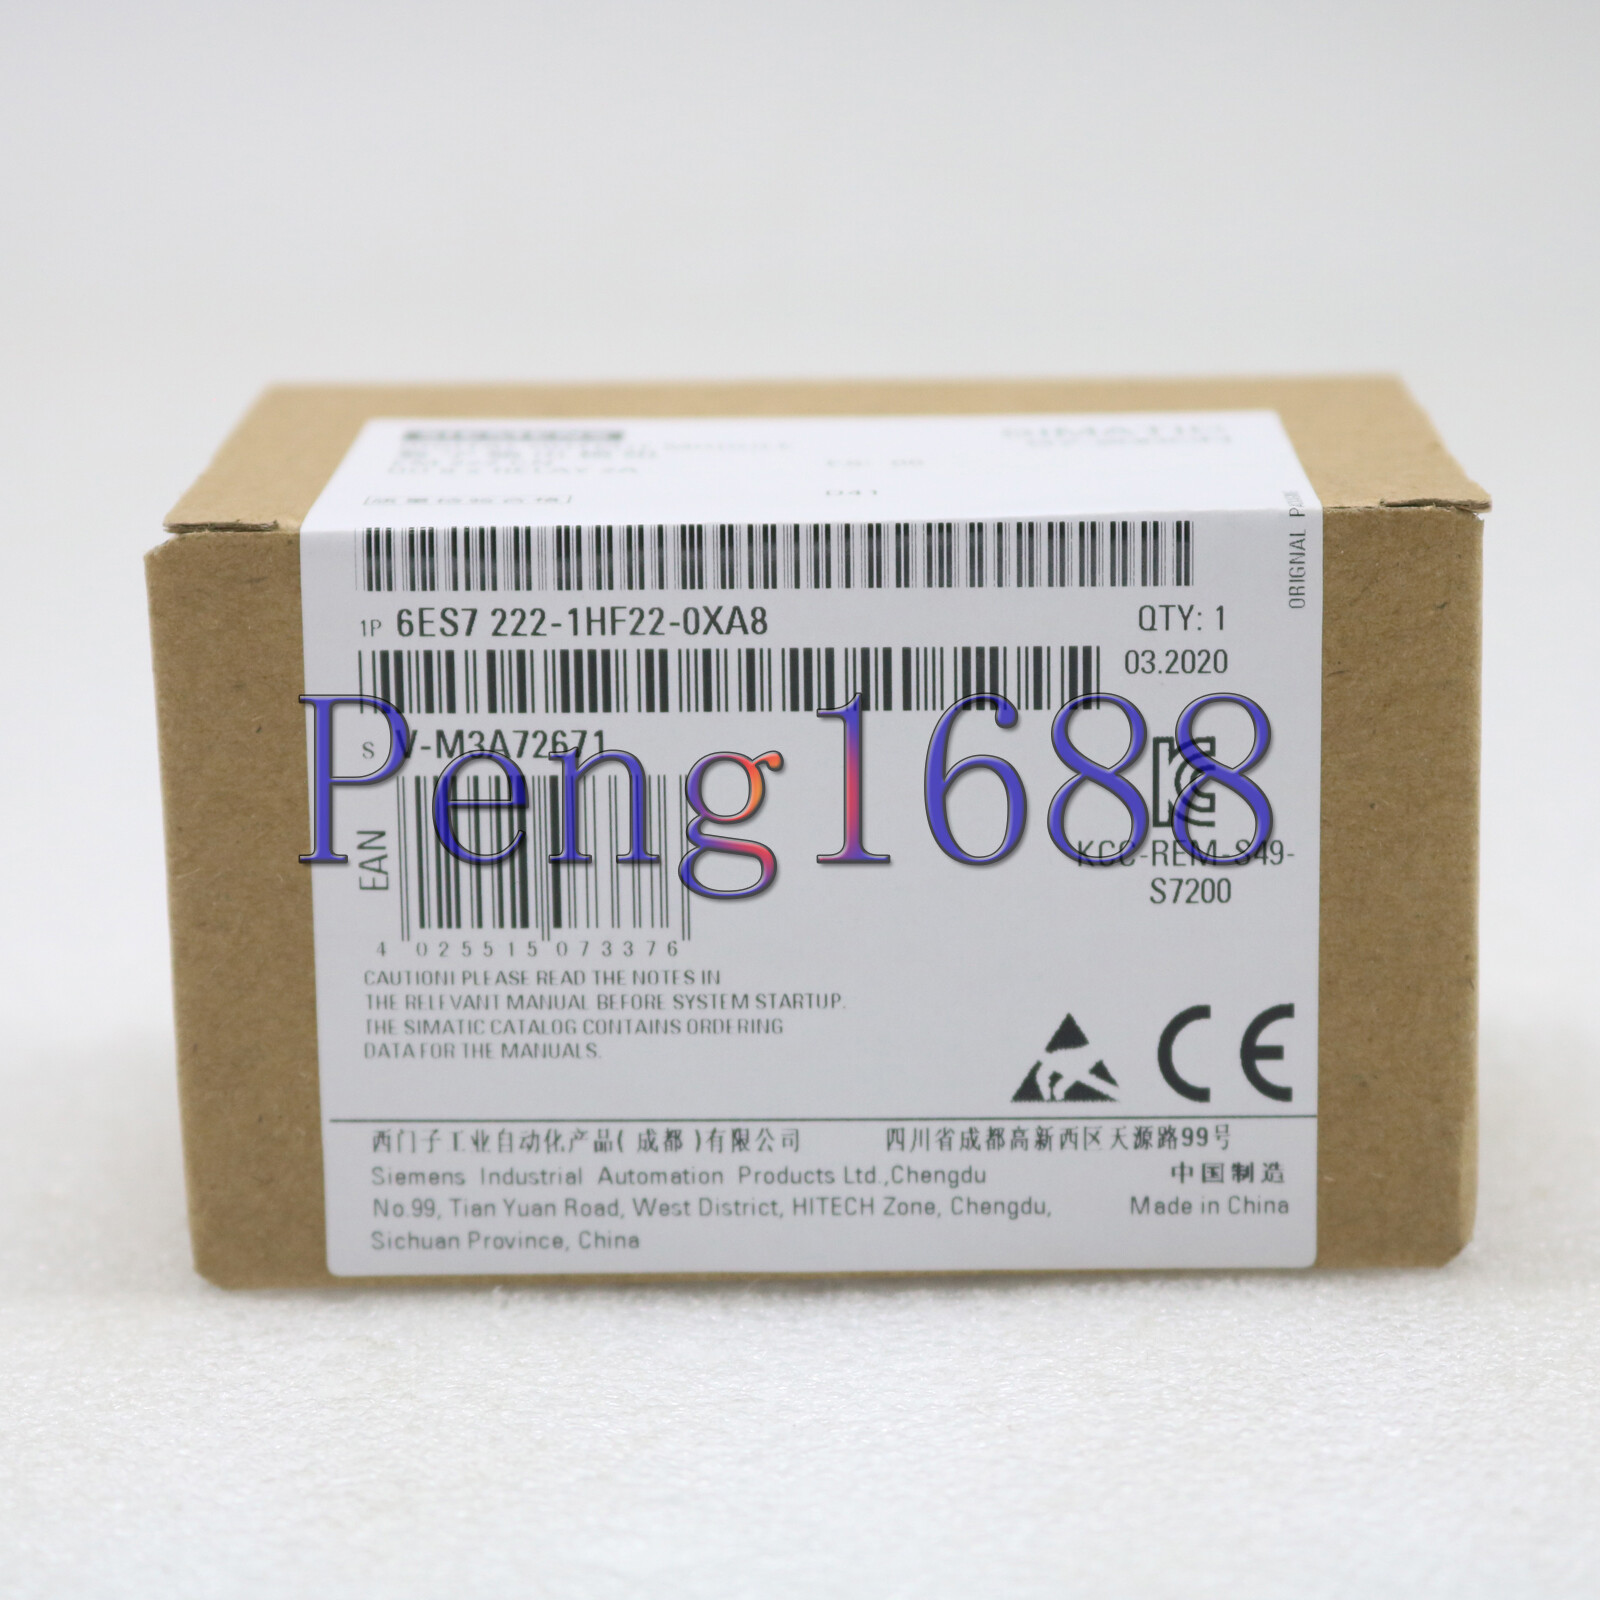 SIEMENS
SIMATIC
D41
ORIGNAL
1P 6ES7 222-1HF22-0XA8
QTY: 1
03.2020
S V-M3A72671
Peng1688
EAN
4 025515 073376
KCC-REM-S49-
S7200
CAUTION! PLEASE READ THE NOTES IN
THE RELEVANT MANUAL BEFORE SYSTEM STARTUP.
THE SIMATIC CATALOG CONTAINS ORDERING
DATA FOR THE MANUALS.
CE
西门子工业自动化产品( 成都 )有限公司
四川省成都高新西区天源路99号
Siemens Industrial Automation Products Ltd.,Chengdu
中国制造
No.99, Tian Yuan Road, West District, HITECH Zone, Chengdu,
Made in China
Sichuan Province, China